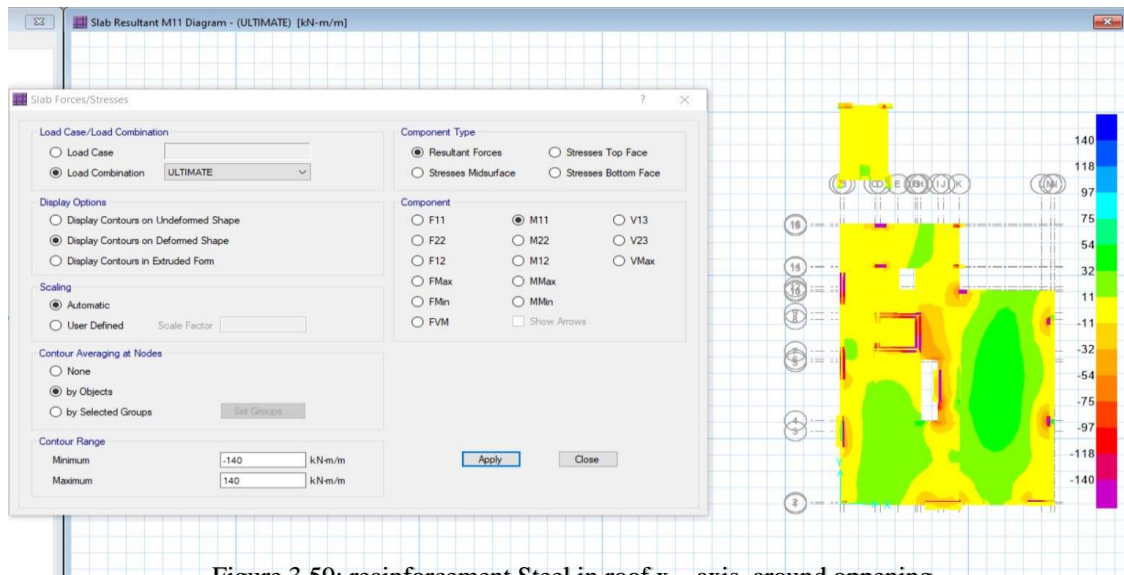 Slab Resultant M11 Diagram - (ULTIMATE) [kN-m/m]
Slab Forces/Stresses
?
Load Case/Load Combination
Load Case
Load Combination ULTIMATE
Display Options
Display Contours on Undeformed Shape
Display Contours on Deformed Shape
Display Contours in Extruded Form
Scaling
Automatic
User Defined Scale Factor
Contour Averaging at Nodes
None
by Objects
by Selected Groups Set Groups...
Contour Range
Minimum -140 kN-m/m
Maximum 140 kN-m/m
Component Type
Resultant Forces Stresses Top Face
Stresses Midsurface Stresses Bottom Face
Component
F11 M11 V13
F22 M22 V23
F12 M12 VMax
FMax MMax
FMin MMin
FVM Show Arrows
Apply Close
E I J K
2
140
118
97
75
54
32
11
-11
-32
-54
-75
-97
-118
-140
Figure 3.59: reainforcement Steel in roof x – axis around oppening